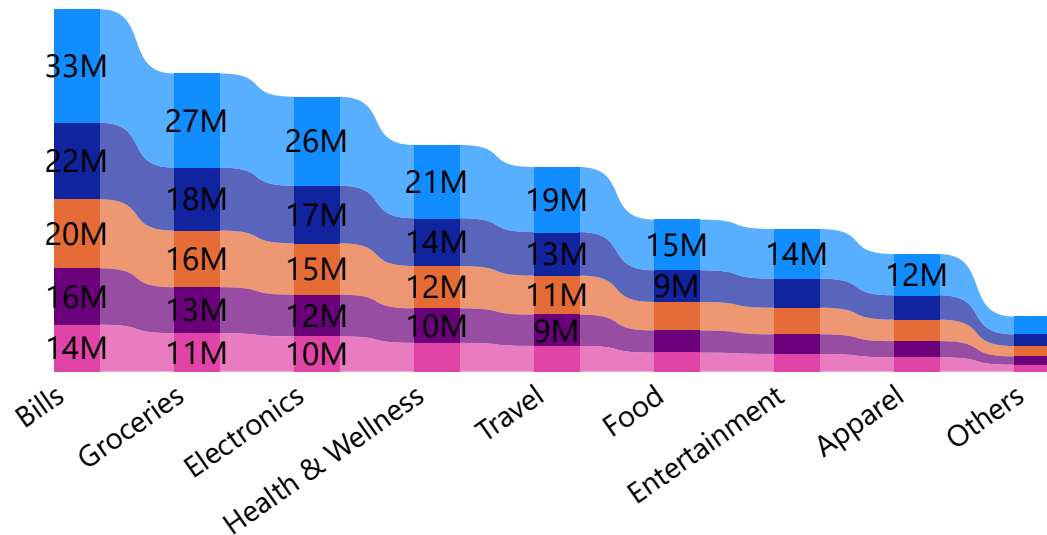 33M
22M
20M
16M
14M
27M
18M
16M
13M
11M
26M
17M
15M
12M
10M
21M
14M
12M
10M
19M
13M
11M
9M
15M
9M
14M
12M
Bills
Groceries
Electronics
Health & Wellness
Travel
Food
Entertainment
Apparel
Others